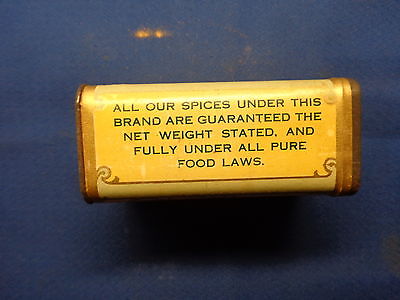 ALL OUR SPICES UNDER THIS
BRAND ARE GUARANTEED THE
NET WEIGHT STATED, AND
FULLY UNDER ALL PURE
FOOD LAWS.